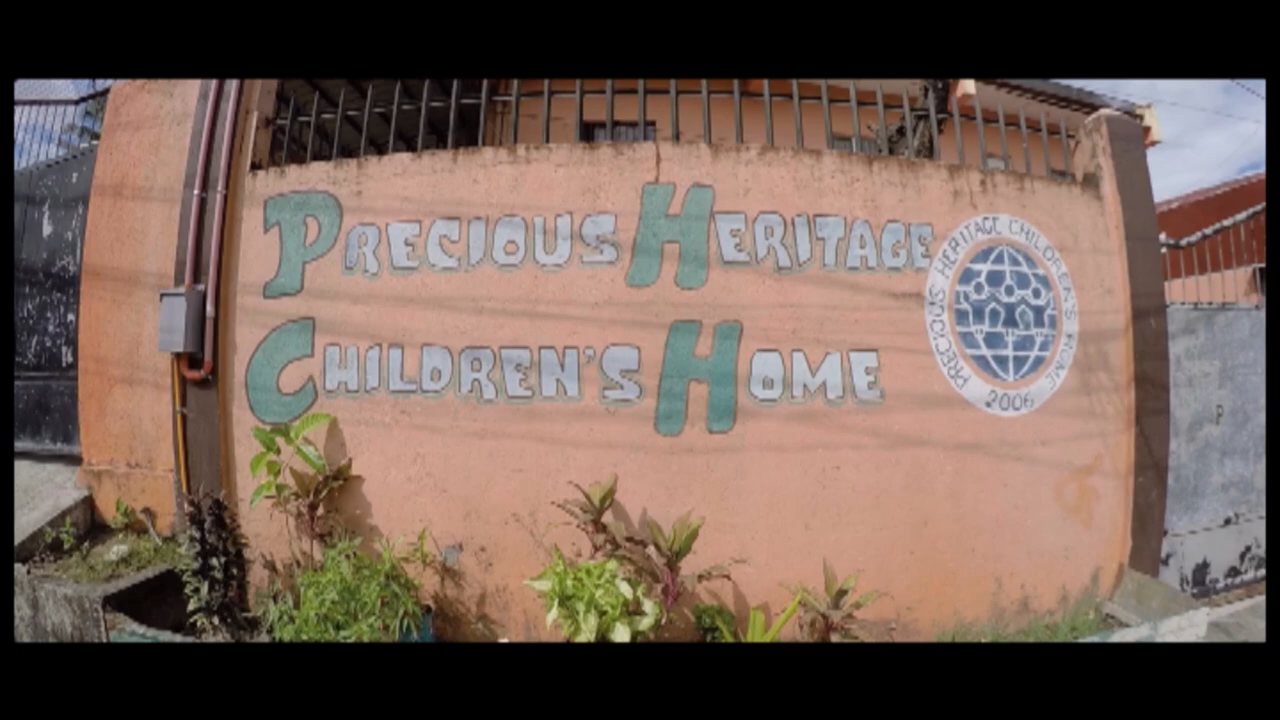 PRECIOUS HERITAGE
CHILDREN'S HOME
PRECIOUS HERITAGE CHILDREN'S HOME
2006
P